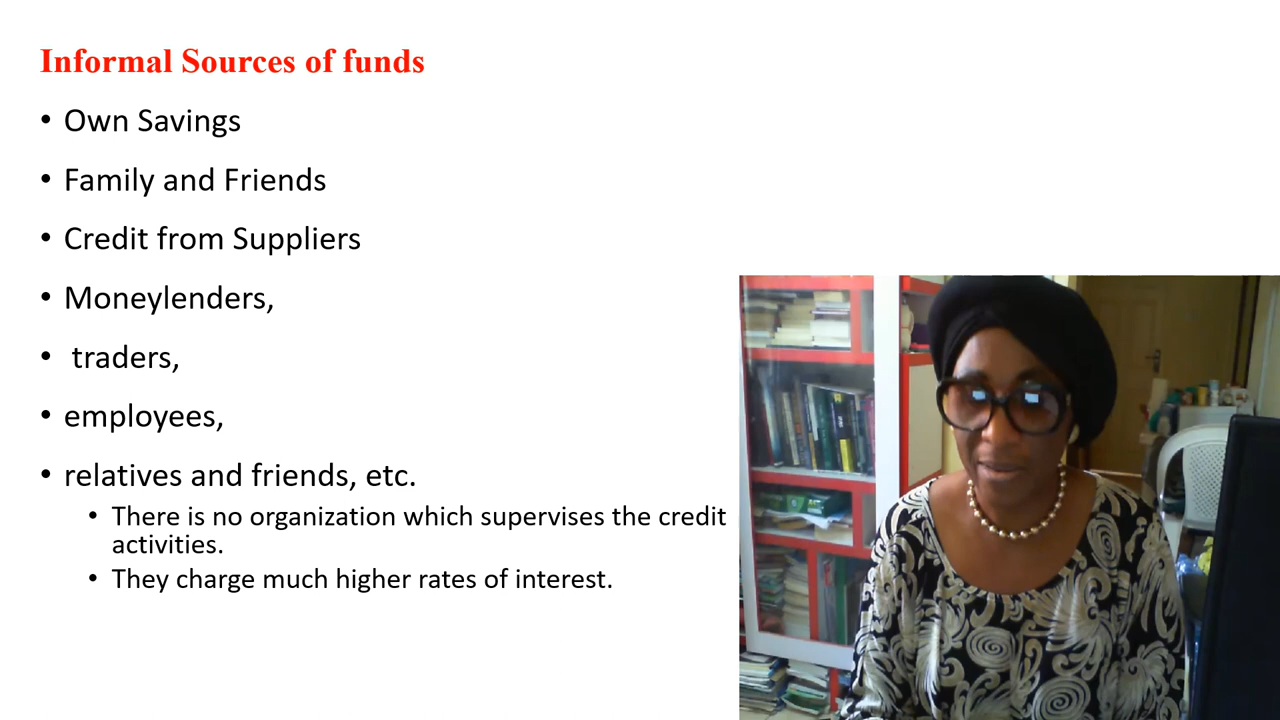 Informal Sources of funds
• Own Savings
• Family and Friends
• Credit from Suppliers
• Moneylenders,
• traders,
• employees,
• relatives and friends, etc.
• There is no organization which supervises the credit
activities.
• They charge much higher rates of interest.